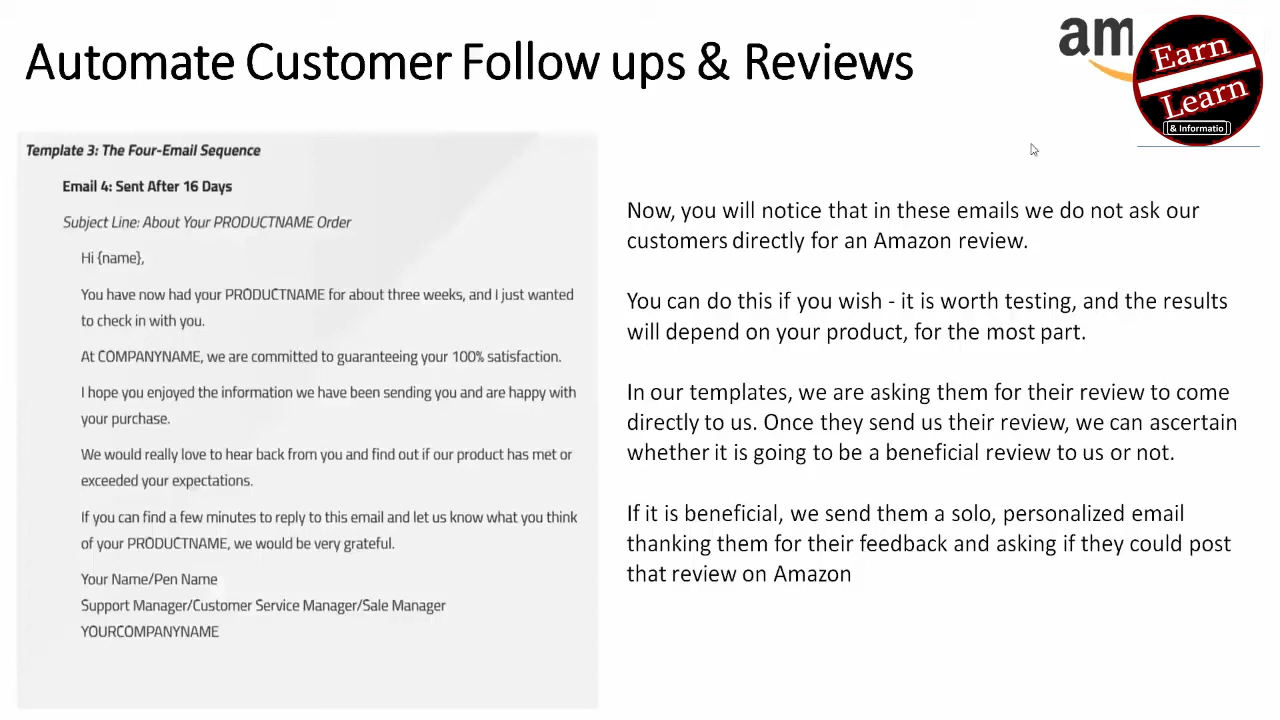 Automate Customer Follow ups & Reviews
am
Earn
Learn
& Informatio
Template 3: The Four-Email Sequence
Email 4: Sent After 16 Days
Subject Line: About Your PRODUCTNAME Order
Hi {name},
You have now had your PRODUCTNAME for about three weeks, and I just wanted
to check in with you.
At COMPANYNAME, we are committed to guaranteeing your 100% satisfaction.
I hope you enjoyed the information we have been sending you and are happy with
your purchase.
We would really love to hear back from you and find out if our product has met or
exceeded your expectations.
If you can find a few minutes to reply to this email and let us know what you think
of your PRODUCTNAME, we would be very grateful.
Your Name/Pen Name
Support Manager/Customer Service Manager/Sale Manager
YOURCOMPANYNAME
Now, you will notice that in these emails we do not ask our
customers directly for an Amazon review.
You can do this if you wish - it is worth testing, and the results
will depend on your product, for the most part.
In our templates, we are asking them for their review to come
directly to us. Once they send us their review, we can ascertain
whether it is going to be a beneficial review to us or not.
If it is beneficial, we send them a solo, personalized email
thanking them for their feedback and asking if they could post
that review on Amazon